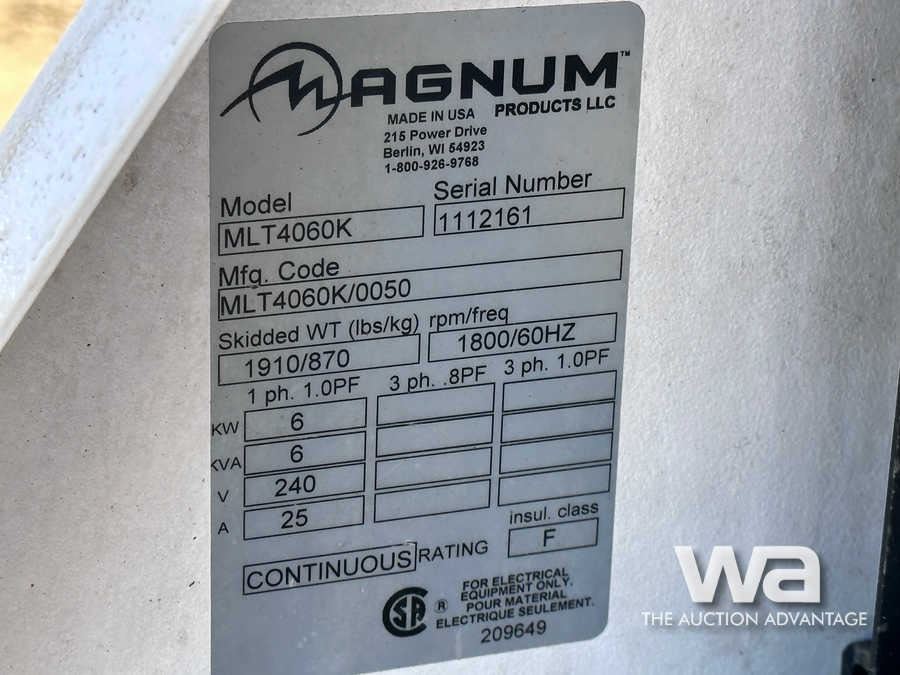 MAGNUM™
PRODUCTS LLC
MADE IN USA
215 Power Drive
Berlin, WI 54923
1-800-926-9768
Model
MLT4060K
Serial Number
1112161
Mfg. Code
MLT4060K/0050
Skidded WT (lbs/kg)
1910/870
rpm/freq
1800/60HZ
1 ph. 1.0PF 3 ph. .8PF 3 ph. 1.0PF
KW 6
KVA 6
V 240
A 25
CONTINUOUS RATING
insul. class
F
SA ®
FOR ELECTRICAL
EQUIPMENT ONLY.
POUR MATERIAL
ELECTRIQUE SEULEMENT.
209649
wa
THE AUCTION ADVANTAGE